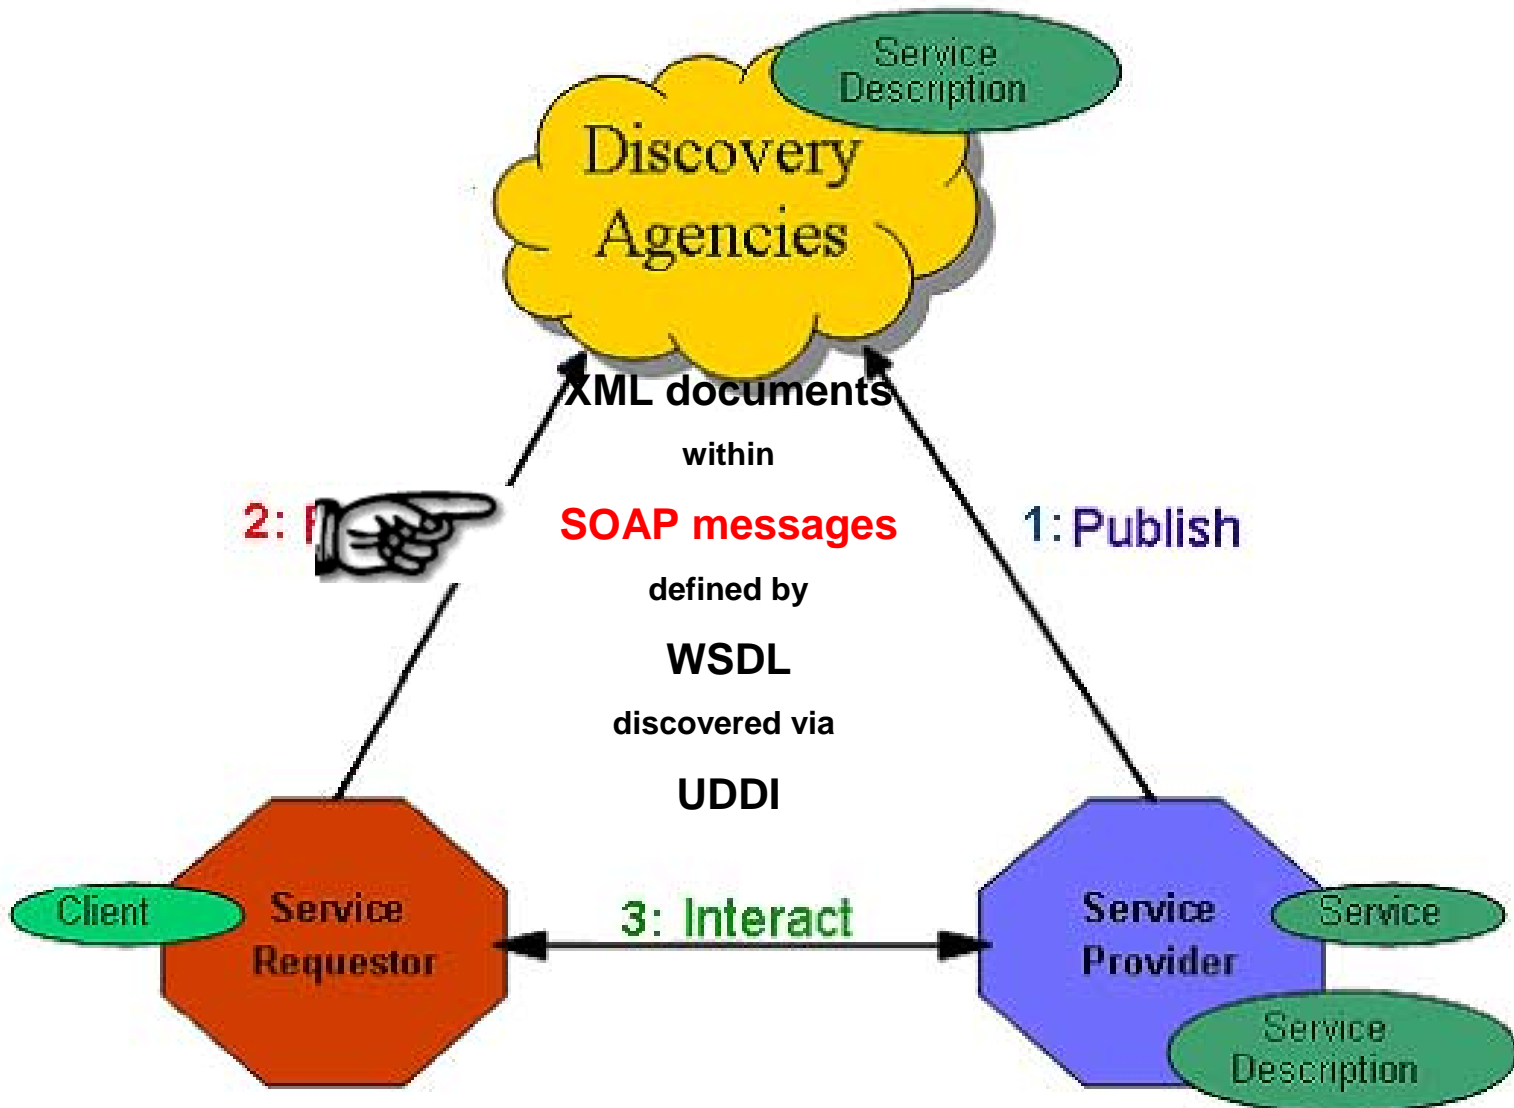 Service
Description
Discovery
Agencies
XML documents
within
2:
SOAP messages
1: Publish
defined by
WSDL
discovered via
UDDI
Client
Service
Requestor
3: Interact
Service
Provider
Service
Service
Description